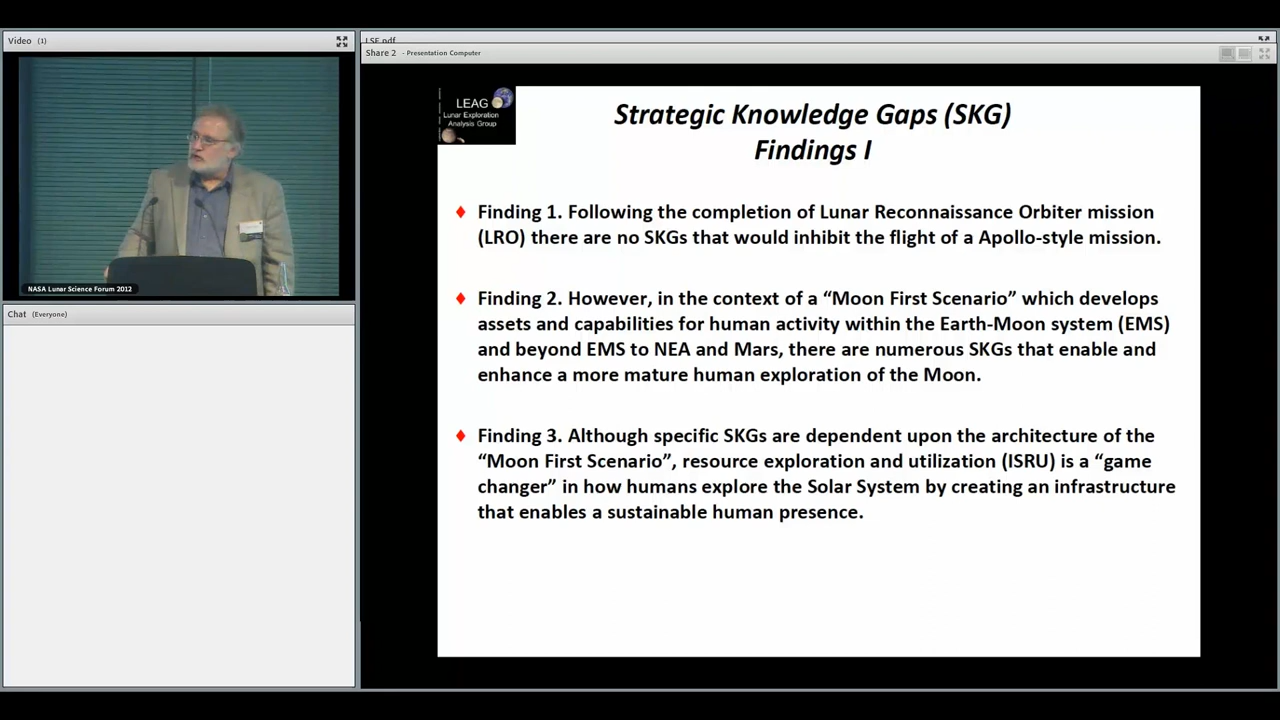 Video (1)
NASA Lunar Science Forum 2012
Chat (Everyone)
LSF.pdf
Share 2 - Presentation Computer
LEAG
Lunar Exploration
Analysis Group
Strategic Knowledge Gaps (SKG)
Findings I
♦ Finding 1. Following the completion of Lunar Reconnaissance Orbiter mission
(LRO) there are no SKGs that would inhibit the flight of a Apollo-style mission.
♦ Finding 2. However, in the context of a “Moon First Scenario” which develops
assets and capabilities for human activity within the Earth-Moon system (EMS)
and beyond EMS to NEA and Mars, there are numerous SKGs that enable and
enhance a more mature human exploration of the Moon.
♦ Finding 3. Although specific SKGs are dependent upon the architecture of the
“Moon First Scenario”, resource exploration and utilization (ISRU) is a “game
changer” in how humans explore the Solar System by creating an infrastructure
that enables a sustainable human presence.